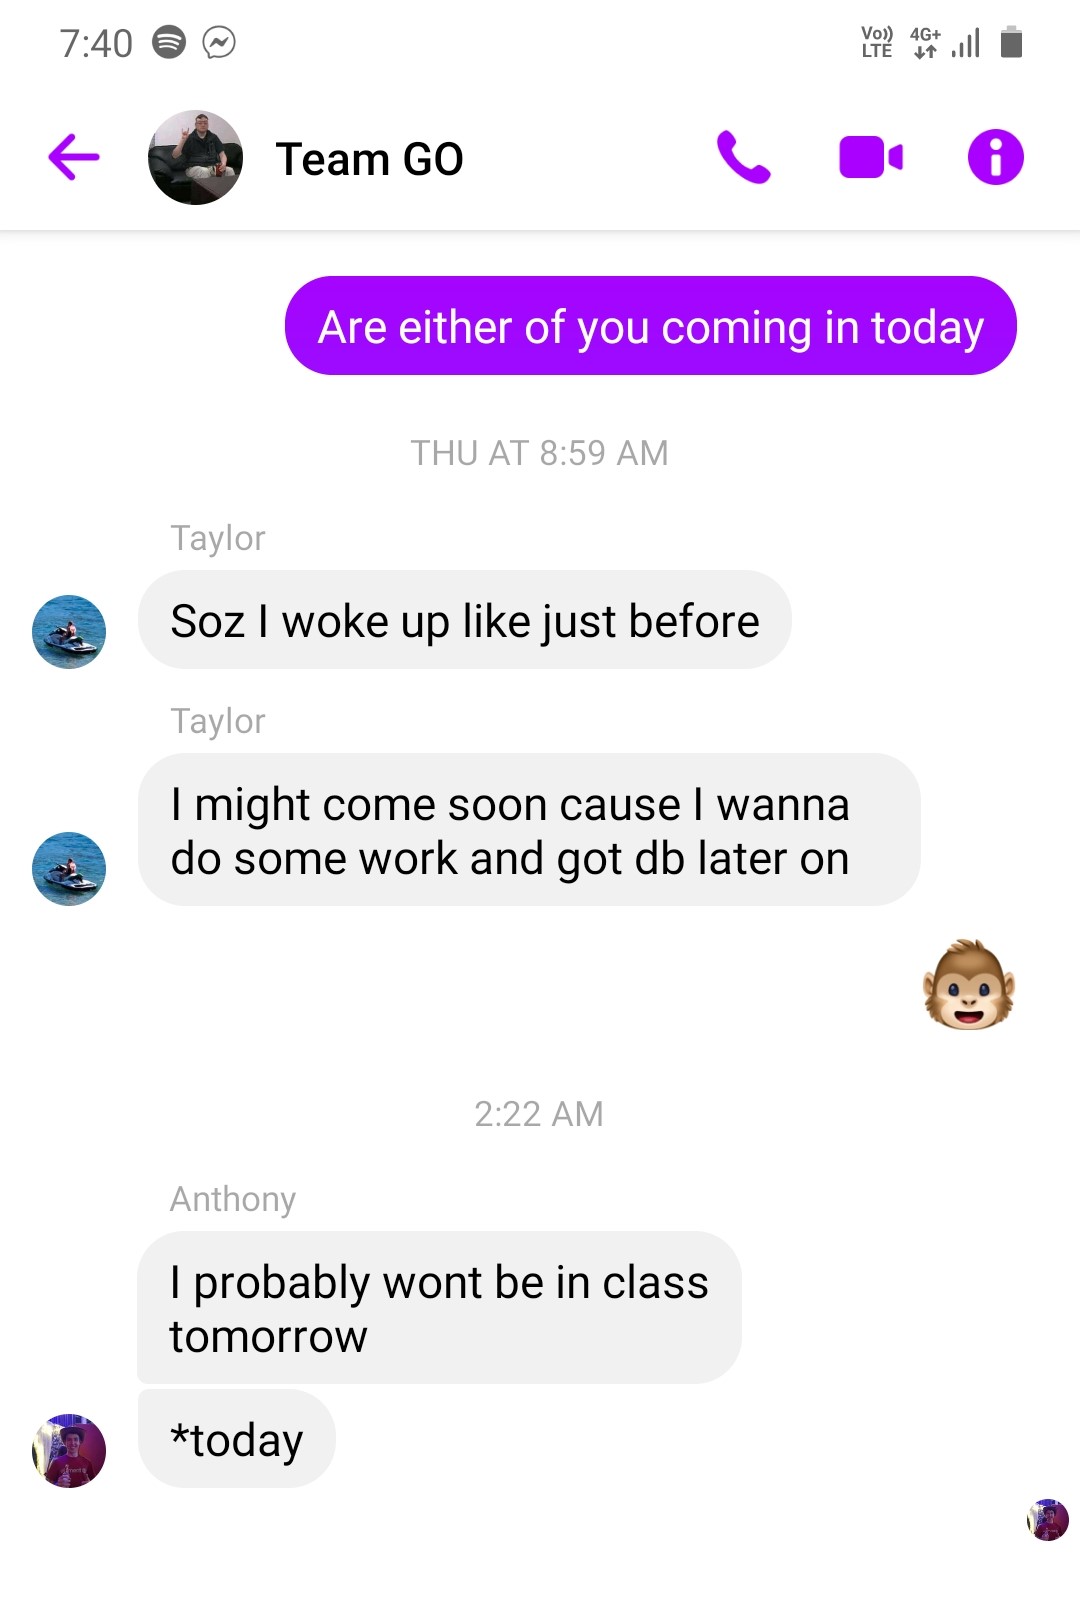 7:40
Vo)) LTE
4G+
Team GO
Are either of you coming in today
THU AT 8:59 AM
Taylor
Soz I woke up like just before
Taylor
I might come soon cause I wanna
do some work and got db later on
2:22 AM
Anthony
I probably wont be in class
tomorrow
*today